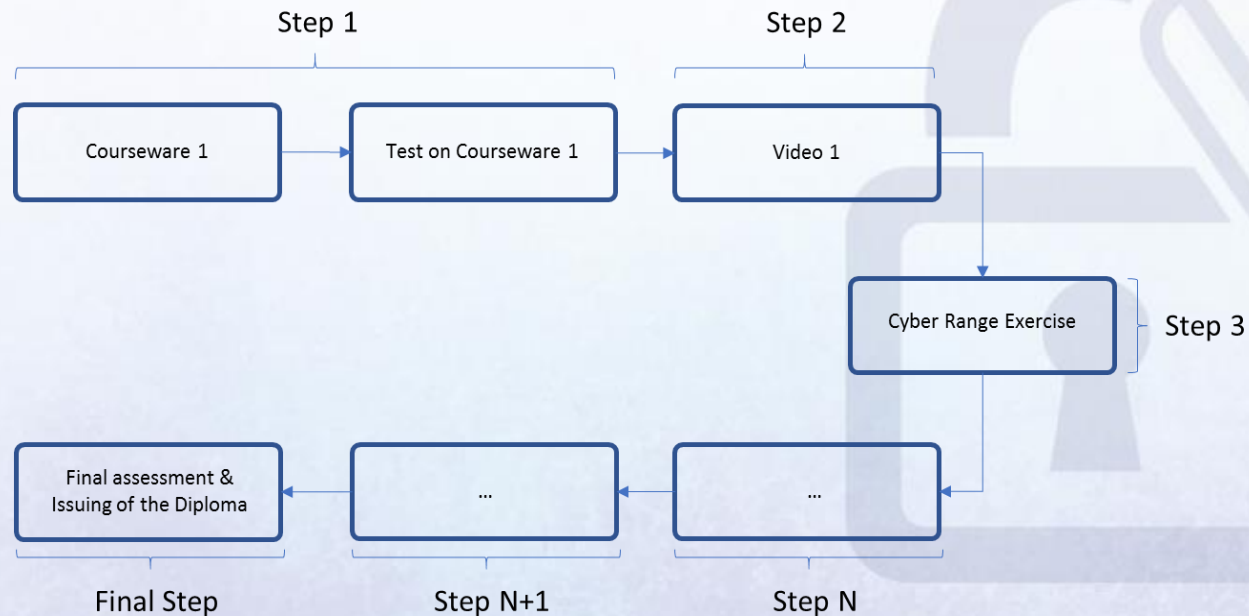 Step 1
Step 2
Courseware 1
Test on Courseware 1
Video 1
Cyber Range Exercise
Step 3
Final assessment &
Issuing of the Diploma
...
...
Final Step
Step N+1
Step N